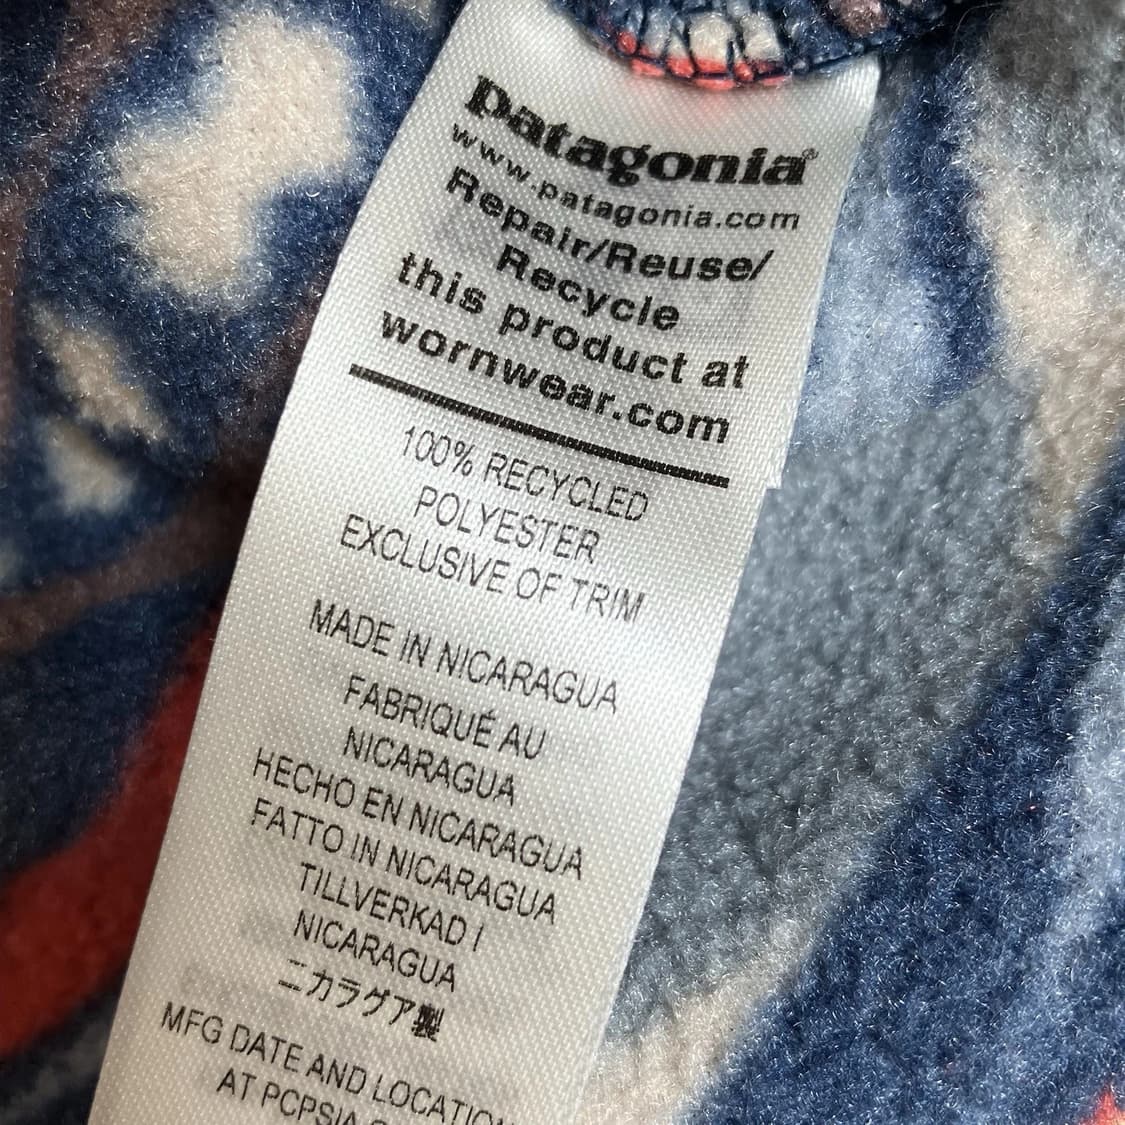 patagonia®
www.patagonia.com
Repair/Reuse/
Recycle
this product at
wornwear.com
100% RECYCLED
POLYESTER
EXCLUSIVE OF TRIM
MADE IN NICARAGUA
FABRIQUÉ AU
NICARAGUA
HECHO EN NICARAGUA
FATTO IN NICARAGUA
TILLVERKAD I
NICARAGUA
ニカラグア製
MFG DATE AND LOCATION
AT PCPSIA